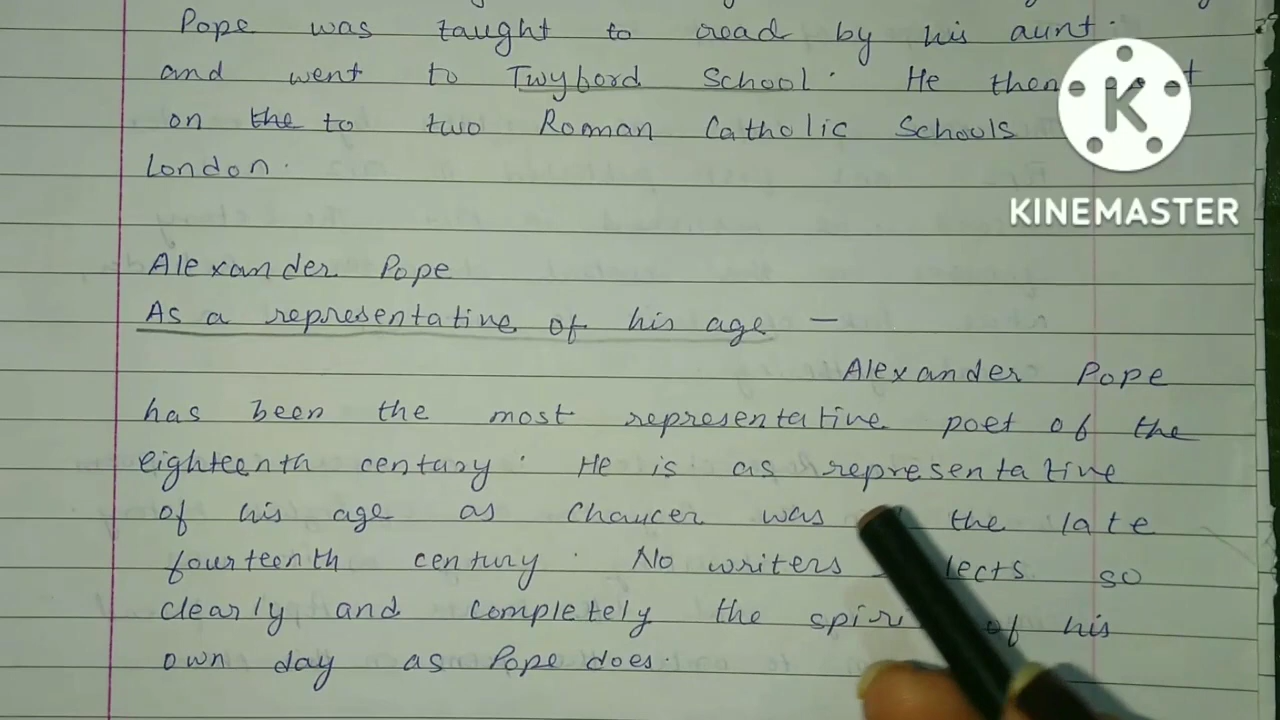 Pope was taught to read by his aunt.
and went to Twybord School. He then
on the to two Roman Catholic Schools
London.
Alexander Pope
As a representative of his age —
Alexander Pope
has been the most representative poet of the
eighteenth century. He is as representative
of his age as Chaucer was the late
fourteenth century. No writers so
clearly and completely the of his
own day as Pope does.
K
KINEMASTER